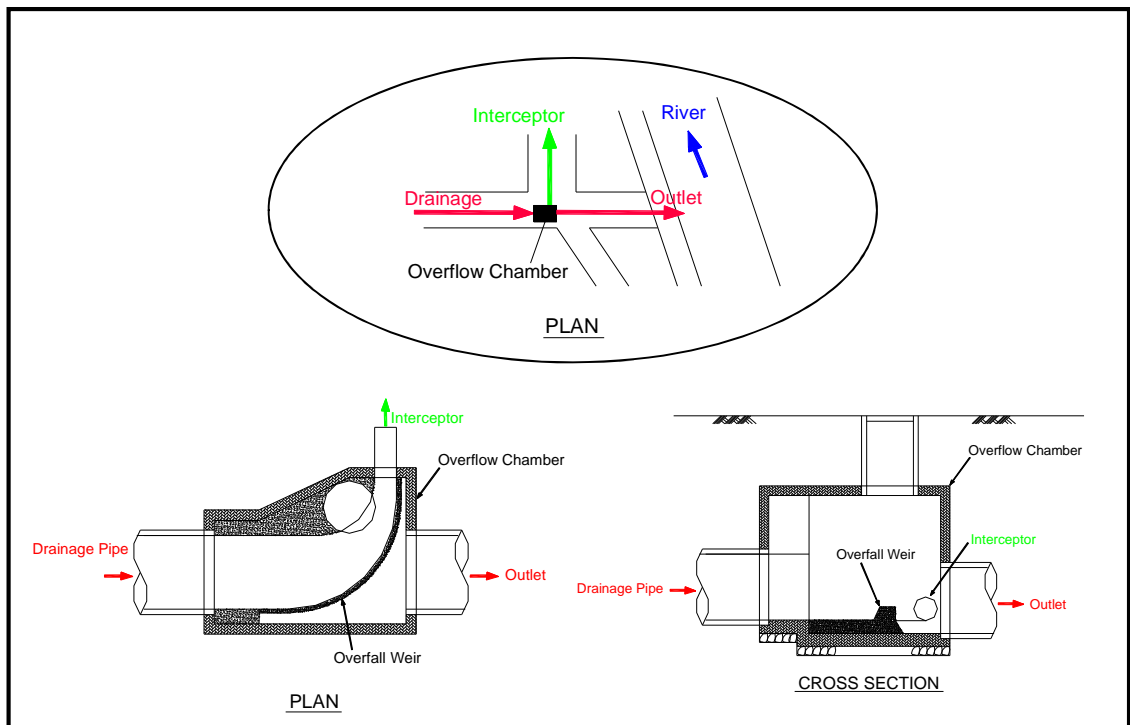 Interceptor
River
Drainage
Outlet
Overflow Chamber
PLAN
Interceptor
Overflow Chamber
Drainage Pipe
Outlet
Overfall Weir
PLAN
Overflow Chamber
Interceptor
Overfall Weir
Drainage Pipe
Outlet
CROSS SECTION